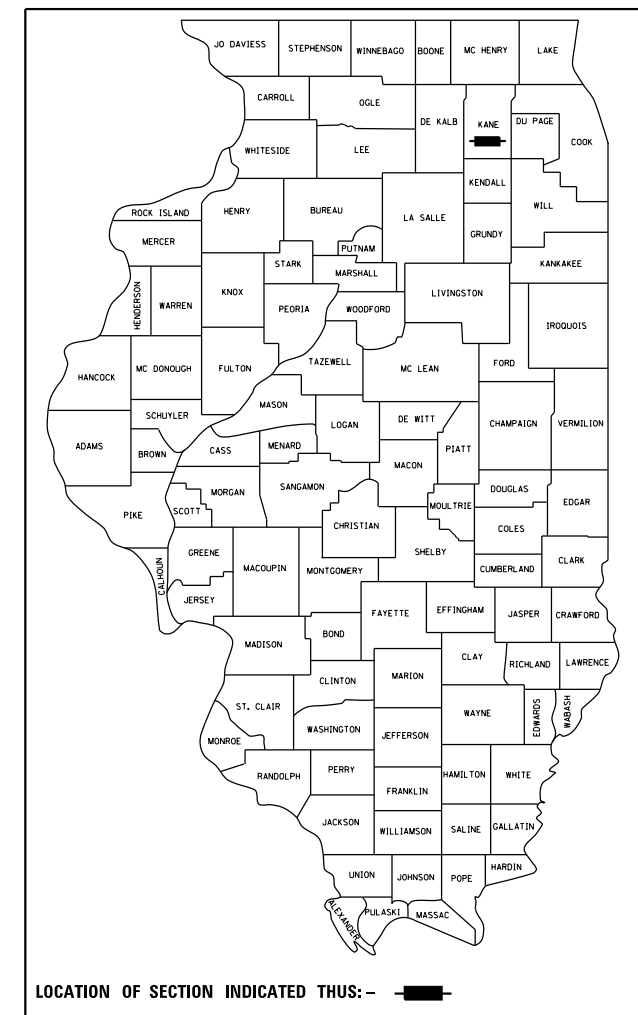 JO DAVIESS
STEPHENSON
WINNEBAGO
BOONE
MC HENRY
LAKE
CARROLL
OGLE
DE KALB
KANE
DU PAGE
COOK
WHITESIDE
LEE
KENDALL
WILL
ROCK ISLAND
HENRY
BUREAU
LA SALLE
GRUNDY
MERCER
PUTNAM
KANKAKEE
STARK
MARSHALL
HENDERSON
WARREN
KNOX
PEORIA
WOODFORD
LIVINGSTON
IROQUOIS
HANCOCK
MC DONOUGH
FULTON
TAZEWELL
MC LEAN
FORD
SCHUYLER
MASON
LOGAN
DE WITT
CHAMPAIGN
VERMILION
ADAMS
BROWN
CASS
MENARD
PIATT
MACON
PIKE
SCOTT
MORGAN
SANGAMON
CHRISTIAN
MOULTRIE
DOUGLAS
EDGAR
COLES
CALHOUN
GREENE
MACOUPIN
MONTGOMERY
SHELBY
CUMBERLAND
CLARK
JERSEY
FAYETTE
EFFINGHAM
JASPER
CRAWFORD
MADISON
BOND
CLAY
RICHLAND
LAWRENCE
CLINTON
MARION
ST. CLAIR
WAYNE
EDWARDS
WABASH
MONROE
WASHINGTON
JEFFERSON
RANDOLPH
PERRY
HAMILTON
WHITE
FRANKLIN
JACKSON
WILLIAMSON
SALINE
GALLATIN
UNION
JOHNSON
POPE
HARDIN
ALEXANDER
PULASKI
MASSAC
LOCATION OF SECTION INDICATED THUS:-